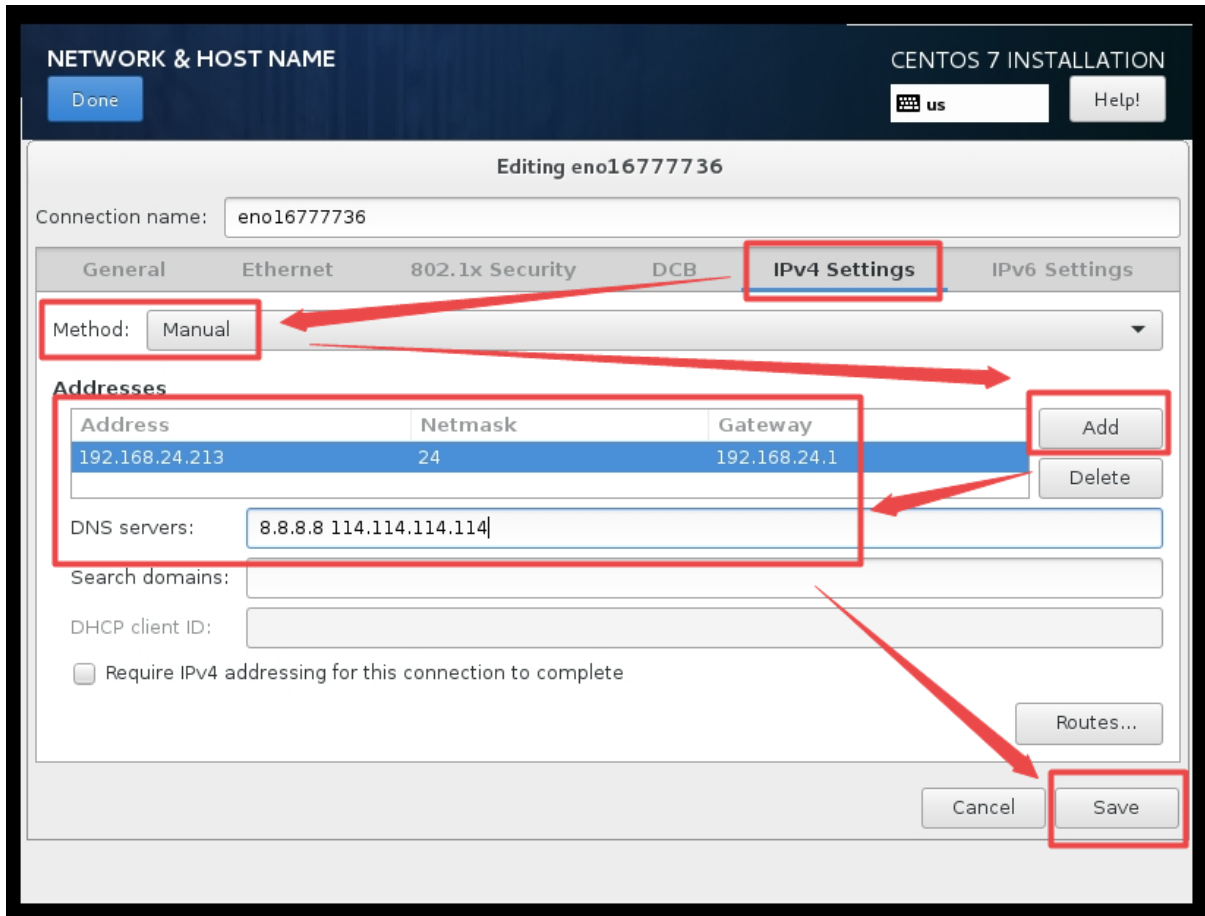 NETWORK & HOST NAME
CENTOS 7 INSTALLATION
Done
us
Help!
Editing eno16777736
Connection name: eno16777736
General Ethernet 802.1x Security DCB IPv4 Settings IPv6 Settings
Method: Manual
Addresses
Address Netmask Gateway
Add
192.168.24.213 24 192.168.24.1
Delete
DNS servers: 8.8.8.8 114.114.114.114
Search domains:
DHCP client ID:
Require IPv4 addressing for this connection to complete
Routes...
Cancel Save